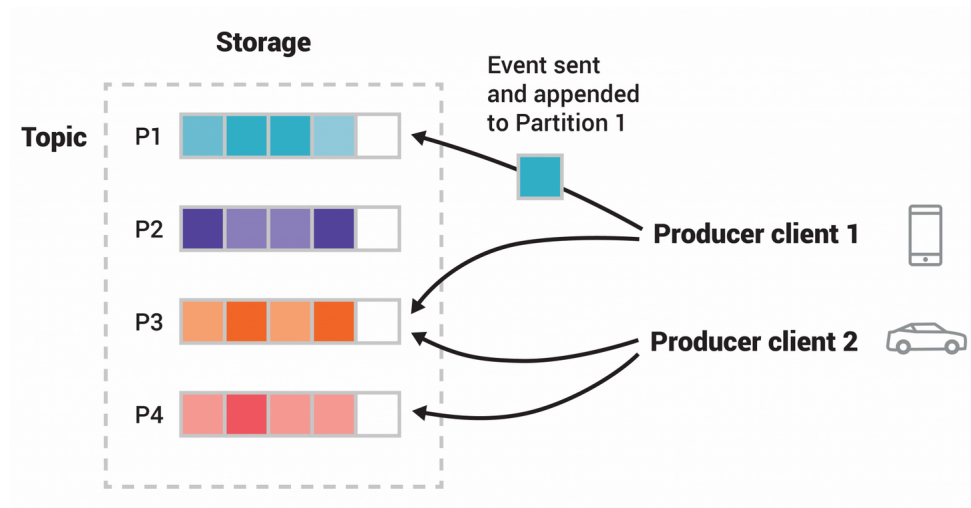 Storage
Event sent
and appended
to Partition 1
Topic
P1
P2
Producer client 1
P3
Producer client 2
P4